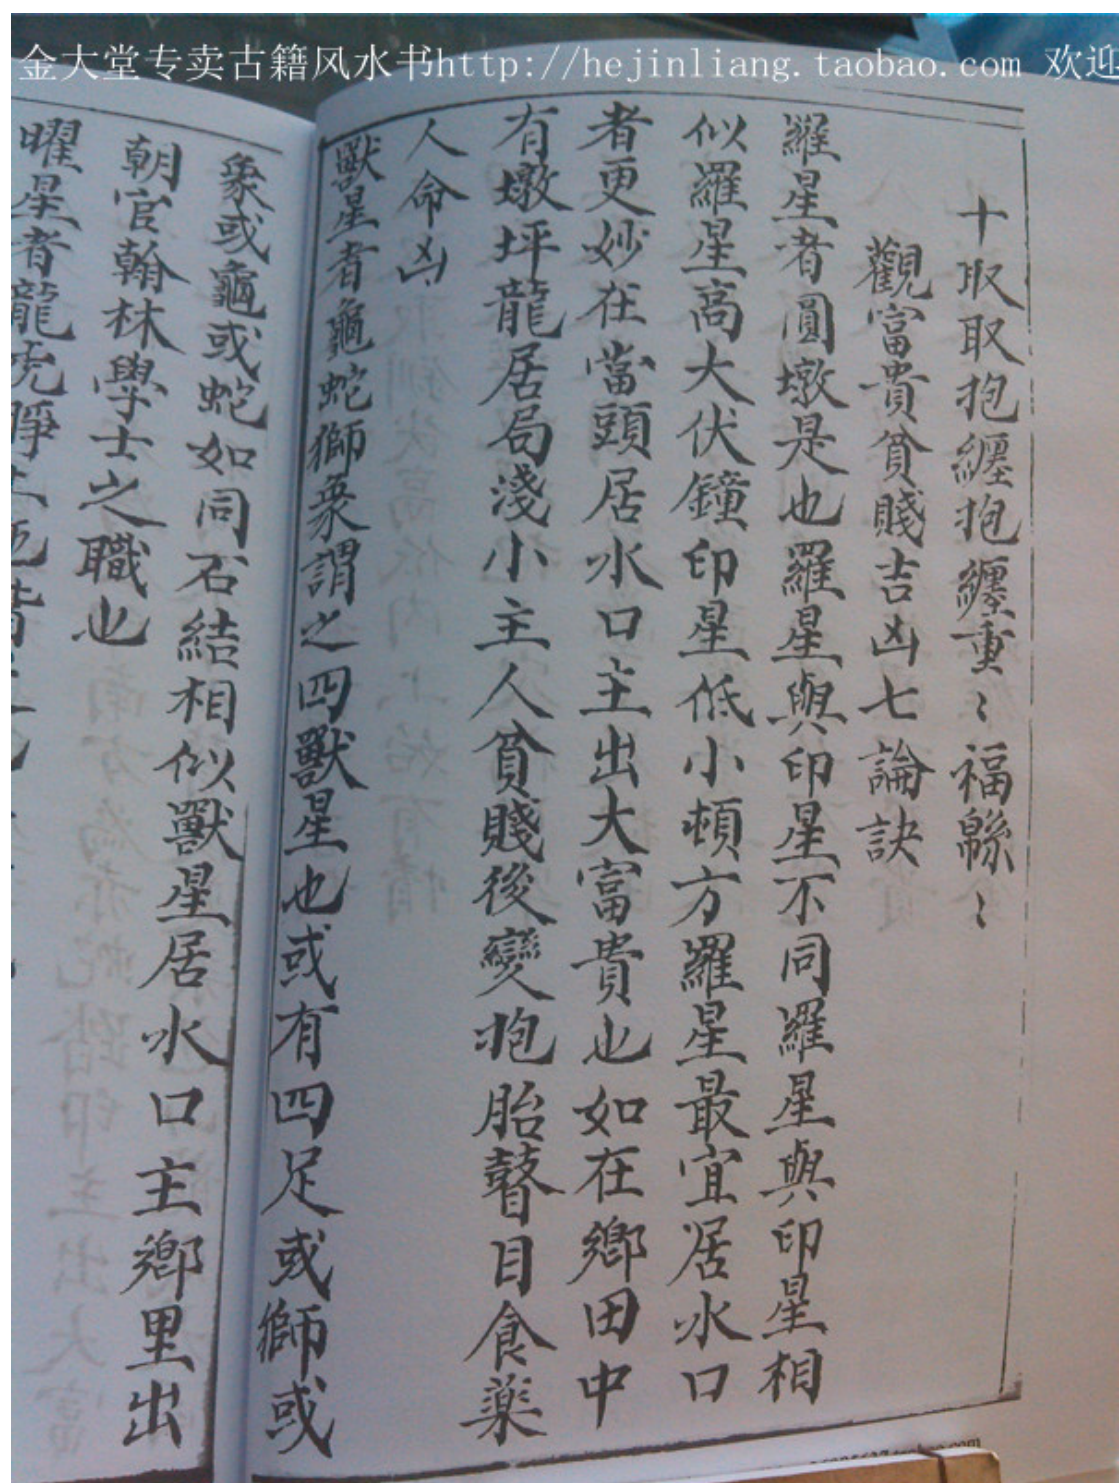 金大堂专卖古籍风水书http://hejinliang.taobao.com 欢迎
十取取抱纏抱纏重〻福緜〻
觀富貴貧賤吉凶七論訣
羅星者圓墩是也羅星與印星不同羅星與印星相
似羅星高大伏鐘印星低小頓方羅星最宜居水口
者更妙在當頭居水口主出大富貴也如在鄉田中
有墩坪龍居局淺小主人貧賤後變抱胎瞽目食藥
人命凶
獸星者龜蛇獅衆謂之四獸星也或有四足或獅或
象或龜或蛇如同石結相似獸星居水口主鄉里出
朝官翰林學士之職也
曜星者龍虎